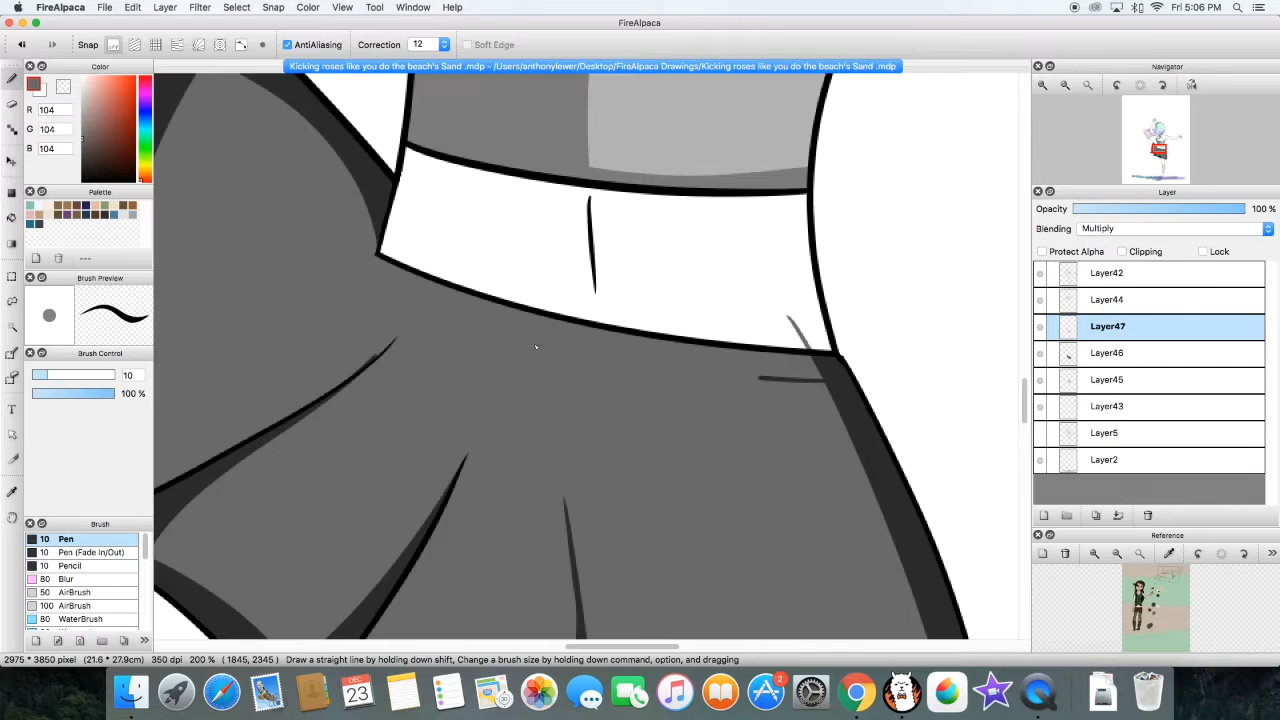 FireAlpaca File Edit Layer Filter Select Snap Color View Tool Window Help Fri 5:06 PM
FireAlpaca
Snap AntiAliasing Correction 12 Soft Edge
Kicking roses like you do the beach's Sand .mdp - /Users/anthonylewer/Desktop/FireAlpaca Drawings/Kicking roses like you do the beach's Sand .mdp
Color
R 104
G 104
B 104
Palette
---
Brush Preview
Brush Control
10
100 %
Brush
10 Pen
10 Pen (Fade In/Out)
10 Pencil
80 Blur
50 AirBrush
100 AirBrush
80 WaterBrush
Navigator
Layer
Opacity 100 %
Blending Multiply
Protect Alpha Clipping Lock
Layer42
Layer44
Layer47
Layer46
Layer45
Layer43
Layer5
Layer2
Reference
2975 * 3850 pixel (21.6 * 27.9cm) 350 dpi 200 % (1845, 2345) Draw a straight line by holding down shift, Change a brush size by holding down command, option, and dragging
DEC
23
2